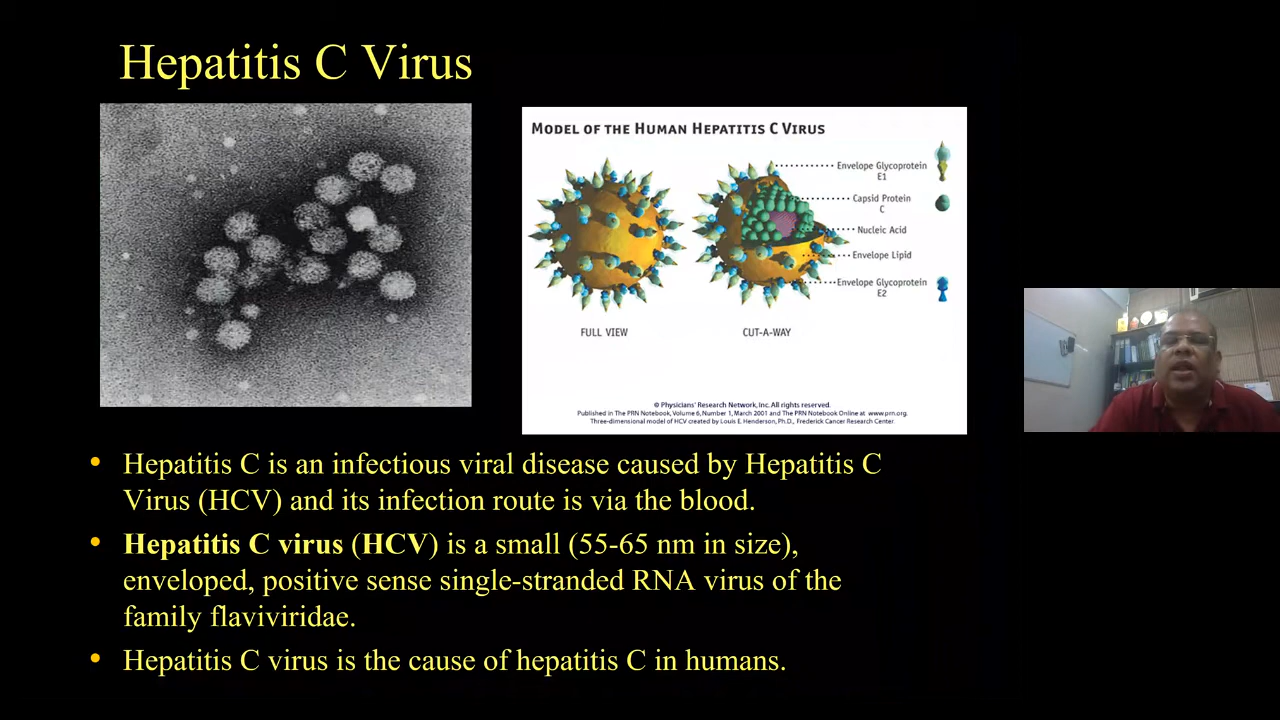 Hepatitis C Virus
MODEL OF THE HUMAN HEPATITIS C VIRUS
Envelope Glycoprotein
E1
Capsid Protein
C
Nucleic Acid
Envelope Lipid
Envelope Glycoprotein
E2
FULL VIEW
CUT-A-WAY
© Physicians' Research Network, Inc. All rights reserved.
Published in The PRN Notebook, Volume 6, Number 1, March 2001 and The PRN Notebook Online at www.prn.org.
Three-dimensional model of HCV created by Louis E. Henderson, Ph.D., Frederick Cancer Research Center.
• Hepatitis C is an infectious viral disease caused by Hepatitis C
Virus (HCV) and its infection route is via the blood.
• Hepatitis C virus (HCV) is a small (55-65 nm in size),
enveloped, positive sense single-stranded RNA virus of the
family flaviviridae.
• Hepatitis C virus is the cause of hepatitis C in humans.